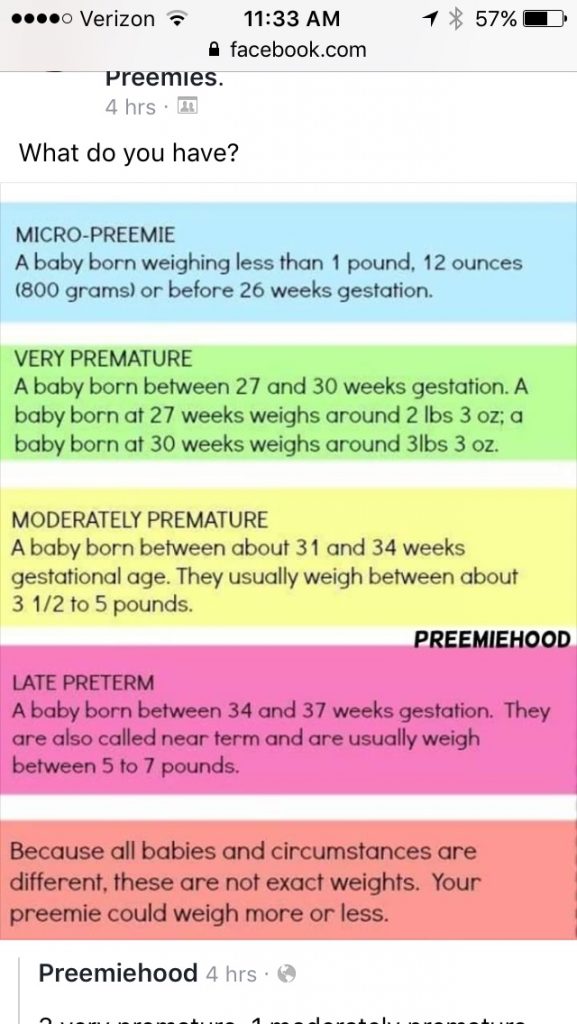 Verizon 11:33 AM 57%
facebook.com
Preemies.
4 hrs ·
What do you have?
MICRO-PREEMIE
A baby born weighing less than 1 pound, 12 ounces
(800 grams) or before 26 weeks gestation.
VERY PREMATURE
A baby born between 27 and 30 weeks gestation. A
baby born at 27 weeks weighs around 2 lbs 3 oz; a
baby born at 30 weeks weighs around 3lbs 3 oz.
MODERATELY PREMATURE
A baby born between about 31 and 34 weeks
gestational age. They usually weigh between about
3 1/2 to 5 pounds.
PREEMIEHOOD
LATE PRETERM
A baby born between 34 and 37 weeks gestation. They
are also called near term and are usually weigh
between 5 to 7 pounds.
Because all babies and circumstances are
different, these are not exact weights. Your
preemie could weigh more or less.
Preemiehood 4 hrs ·
2 very premature, 1 moderately premature